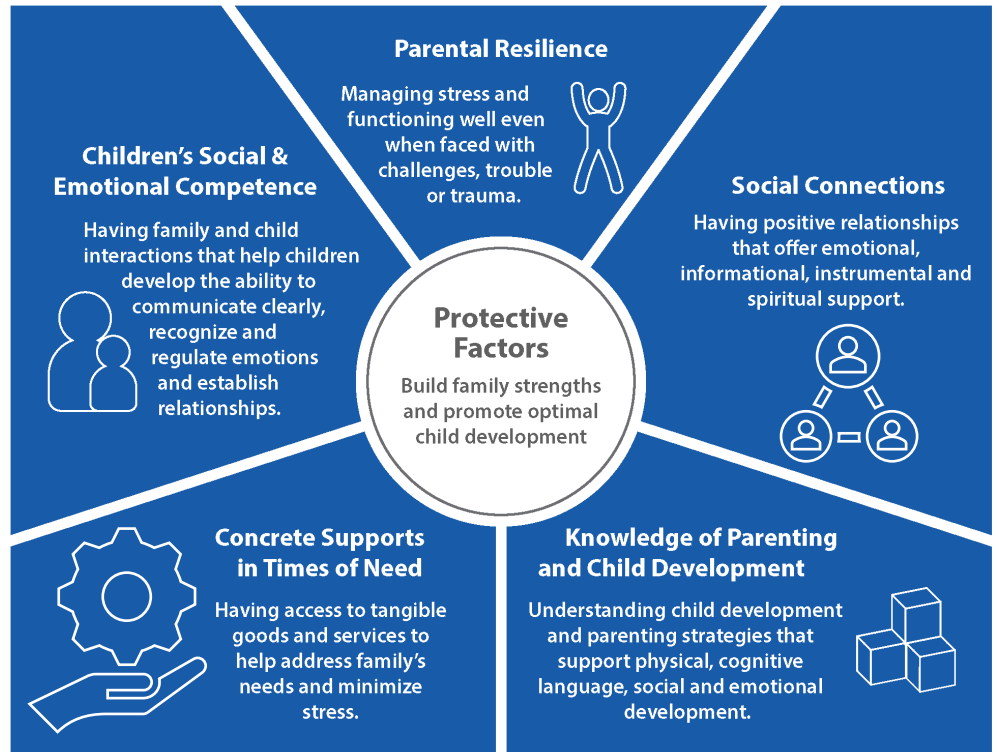 Parental Resilience
Managing stress and
functioning well even
when faced with
challenges, trouble
or trauma.
Children's Social &
Emotional Competence
Having family and child
interactions that help children
develop the ability to
communicate clearly,
recognize and
regulate emotions
and establish
relationships.
Social Connections
Having positive relationships
that offer emotional,
informational, instrumental and
spiritual support.
Protective
Factors
Build family strengths
and promote optimal
child development
Concrete Supports
in Times of Need
Having access to tangible
goods and services to
help address family's
needs and minimize
stress.
Knowledge of Parenting
and Child Development
Understanding child development
and parenting strategies that
support physical, cognitive
language, social and emotional
development.